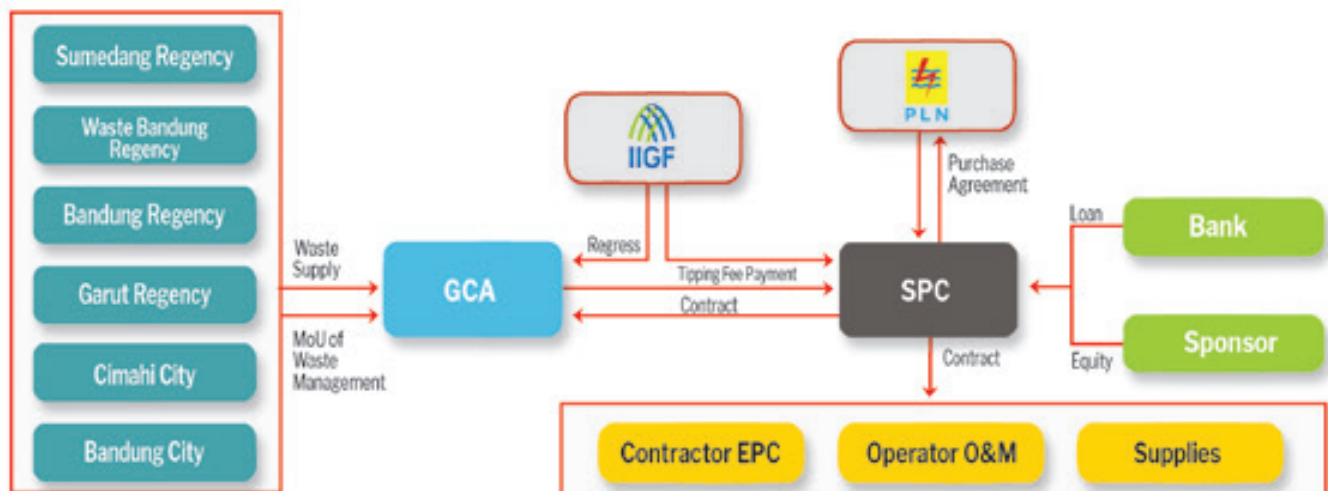 Sumedang Regency
Waste Bandung
Regency
Bandung Regency
Garut Regency
Cimahi City
Bandung City
Waste
Supply
MoU of
Waste
Management
GCA
IIGF
Regress
Tipping Fee Payment
Contract
PLN
Purchase
Agreement
SPC
Contract
Loan
Bank
Equity
Sponsor
Contractor EPC
Operator O&M
Supplies